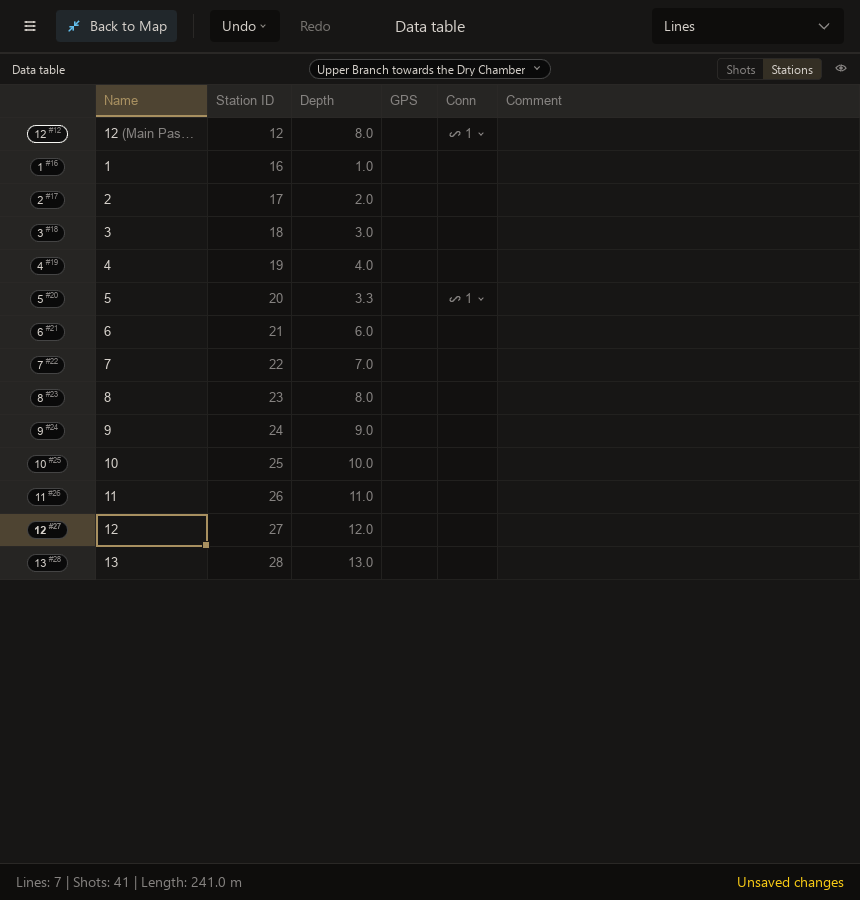 Back to Map Undo Redo Data table Lines
Data table Upper Branch towards the Dry Chamber Shots Stations
Name Station ID Depth GPS Conn Comment
12 #12 12 (Main Pas… 12 8.0 1
1 #16 1 16 1.0
2 #17 2 17 2.0
3 #18 3 18 3.0
4 #19 4 19 4.0
5 #20 5 20 3.3 1
6 #21 6 21 6.0
7 #22 7 22 7.0
8 #23 8 23 8.0
9 #24 9 24 9.0
10 #25 10 25 10.0
11 #26 11 26 11.0
12 #27 12 27 12.0
13 #28 13 28 13.0
Lines: 7 | Shots: 41 | Length: 241.0 m Unsaved changes